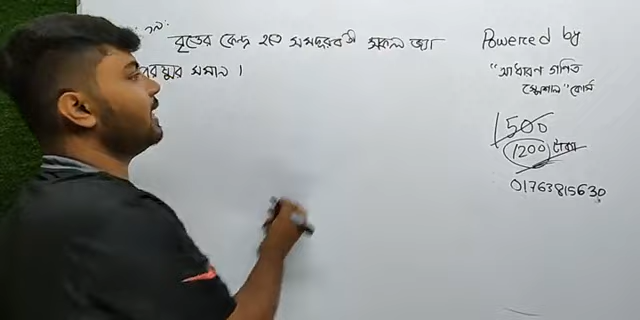 বৃত্তের কেন্দ্র হতে সমদূরবর্তী সকল জ্যা
পরস্পর সমান ।
Powered by
"সাধারণ গণিত
স্পেশাল" কোর্স
1500
1200 টাকা
01763815630